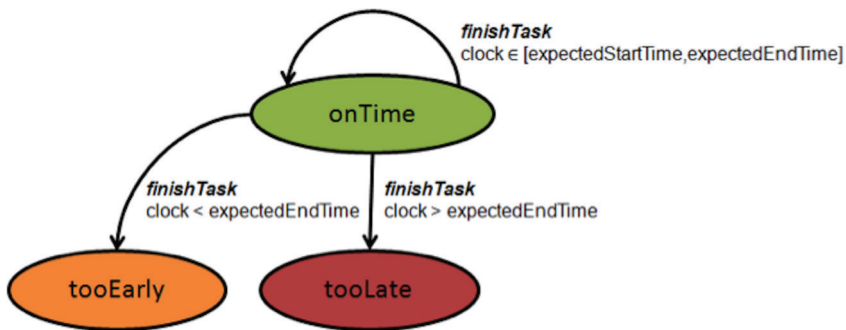 finishTask
clock ∈ [expectedStartTime,expectedEndTime]
onTime
finishTask
clock < expectedEndTime
finishTask
clock > expectedEndTime
tooEarly
tooLate